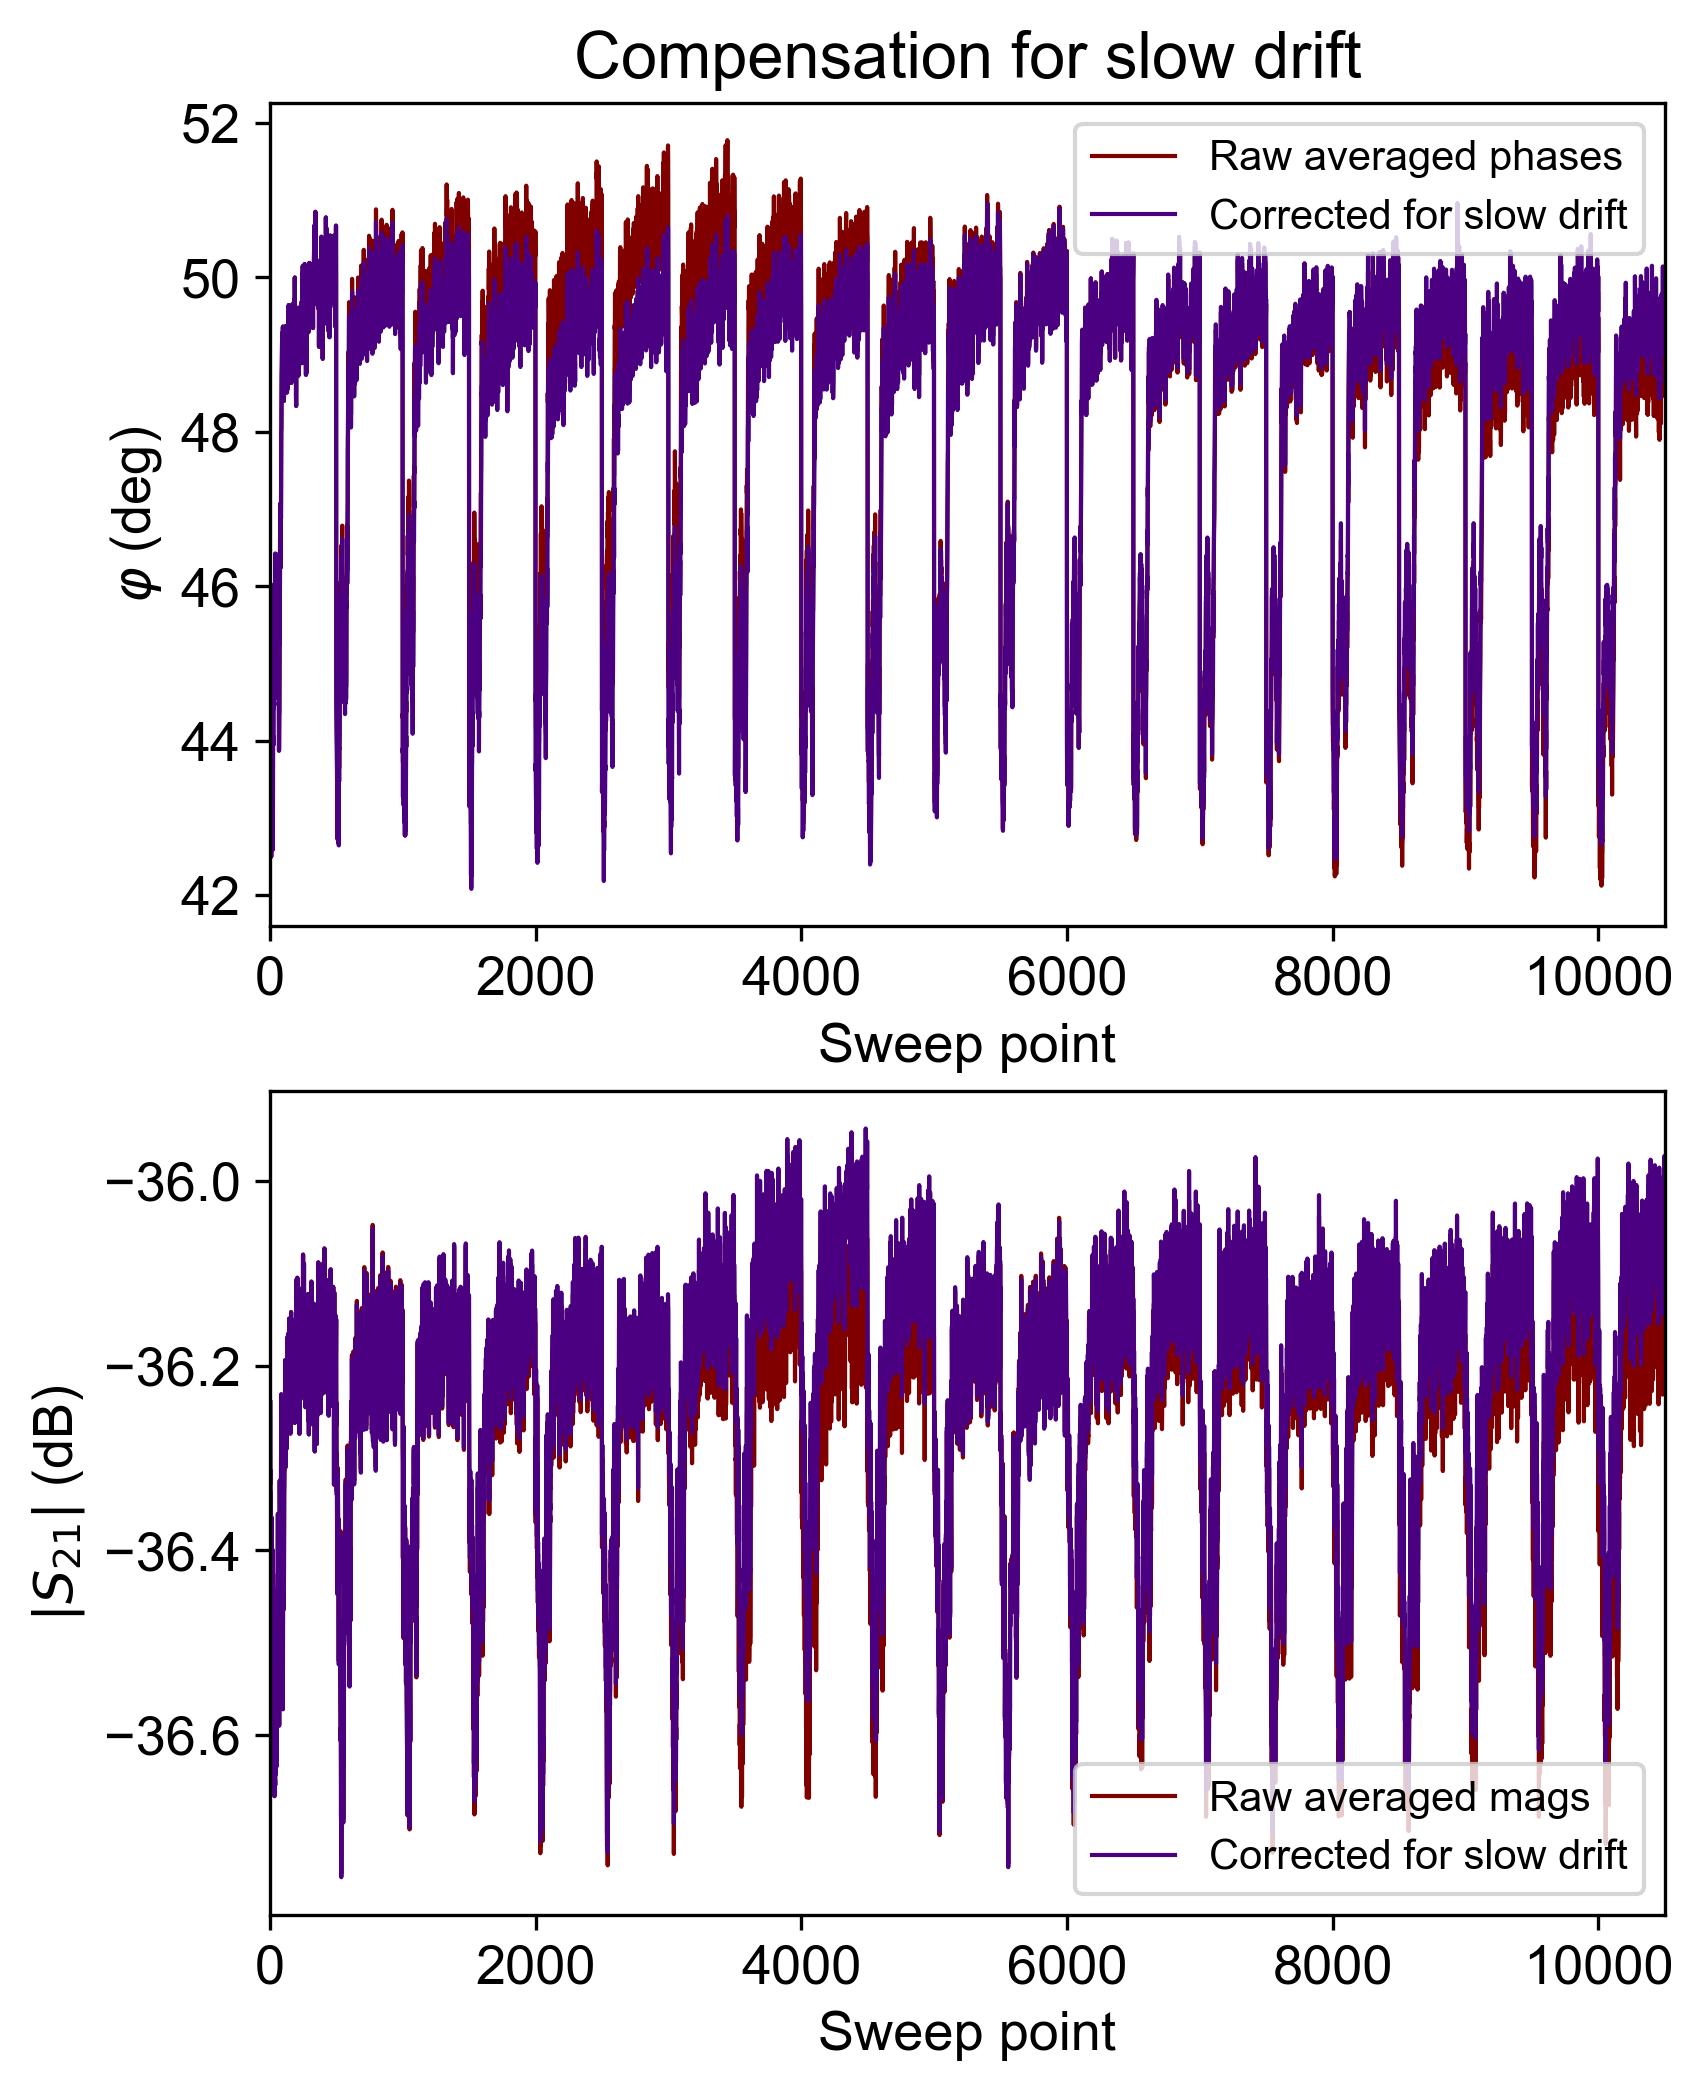 Compensation for slow drift
52
50
48
46
44
42
φ (deg)
Raw averaged phases
Corrected for slow drift
0 2000 4000 6000 8000 10000
Sweep point
−36.0
−36.2
−36.4
−36.6
|S₂₁| (dB)
Raw averaged mags
Corrected for slow drift
0 2000 4000 6000 8000 10000
Sweep point